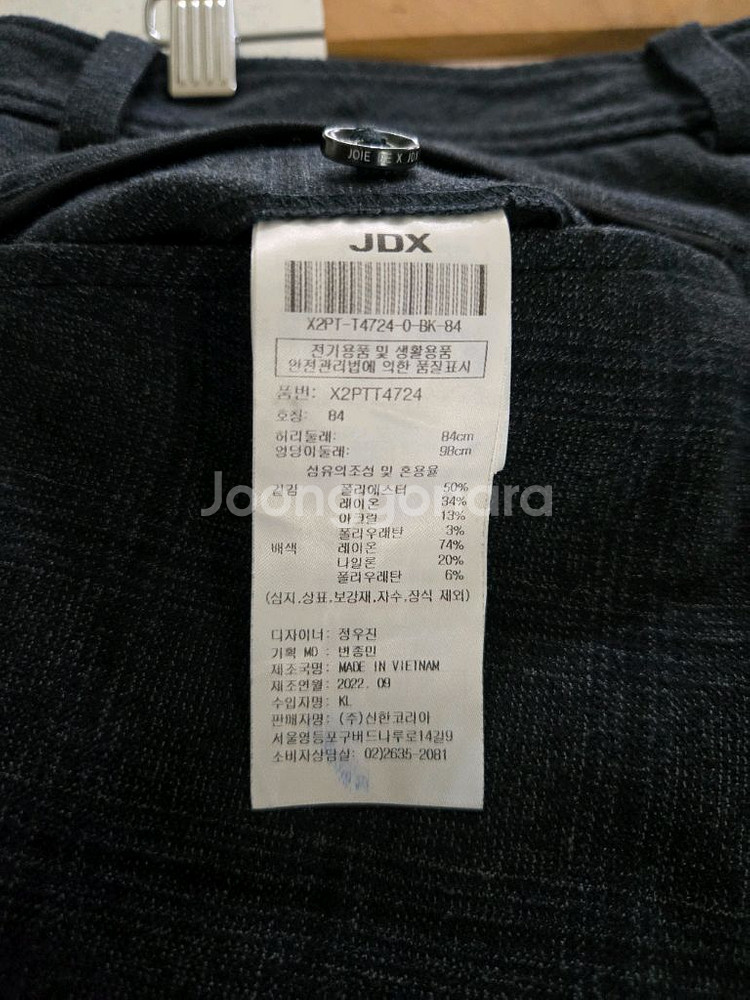 JOIE DE X JDX
JDX
X2PT-T4724-0-BK-84
전기용품 및 생활용품
안전관리법에 의한 품질표시
품번: X2PTT4724
호칭: 84
허리둘레: 84cm
엉덩이둘레: 98cm
섬유의조성 및 혼용율
겉감 폴리에스터 50%
레이온 34%
아크릴 13%
폴리우레탄 3%
배색 레이온 74%
나일론 20%
폴리우레탄 6%
(심지.상표.보강재.자수.장식 제외)
디자이너: 정우진
기획 MD : 변종민
제조국명: MADE IN VIETNAM
제조연월: 2022. 09
수입자명: KL
판매자명: (주)신한코리아
서울영등포구버드나루로14길9
소비자상담실: 02)2635-2081
Joonggonara